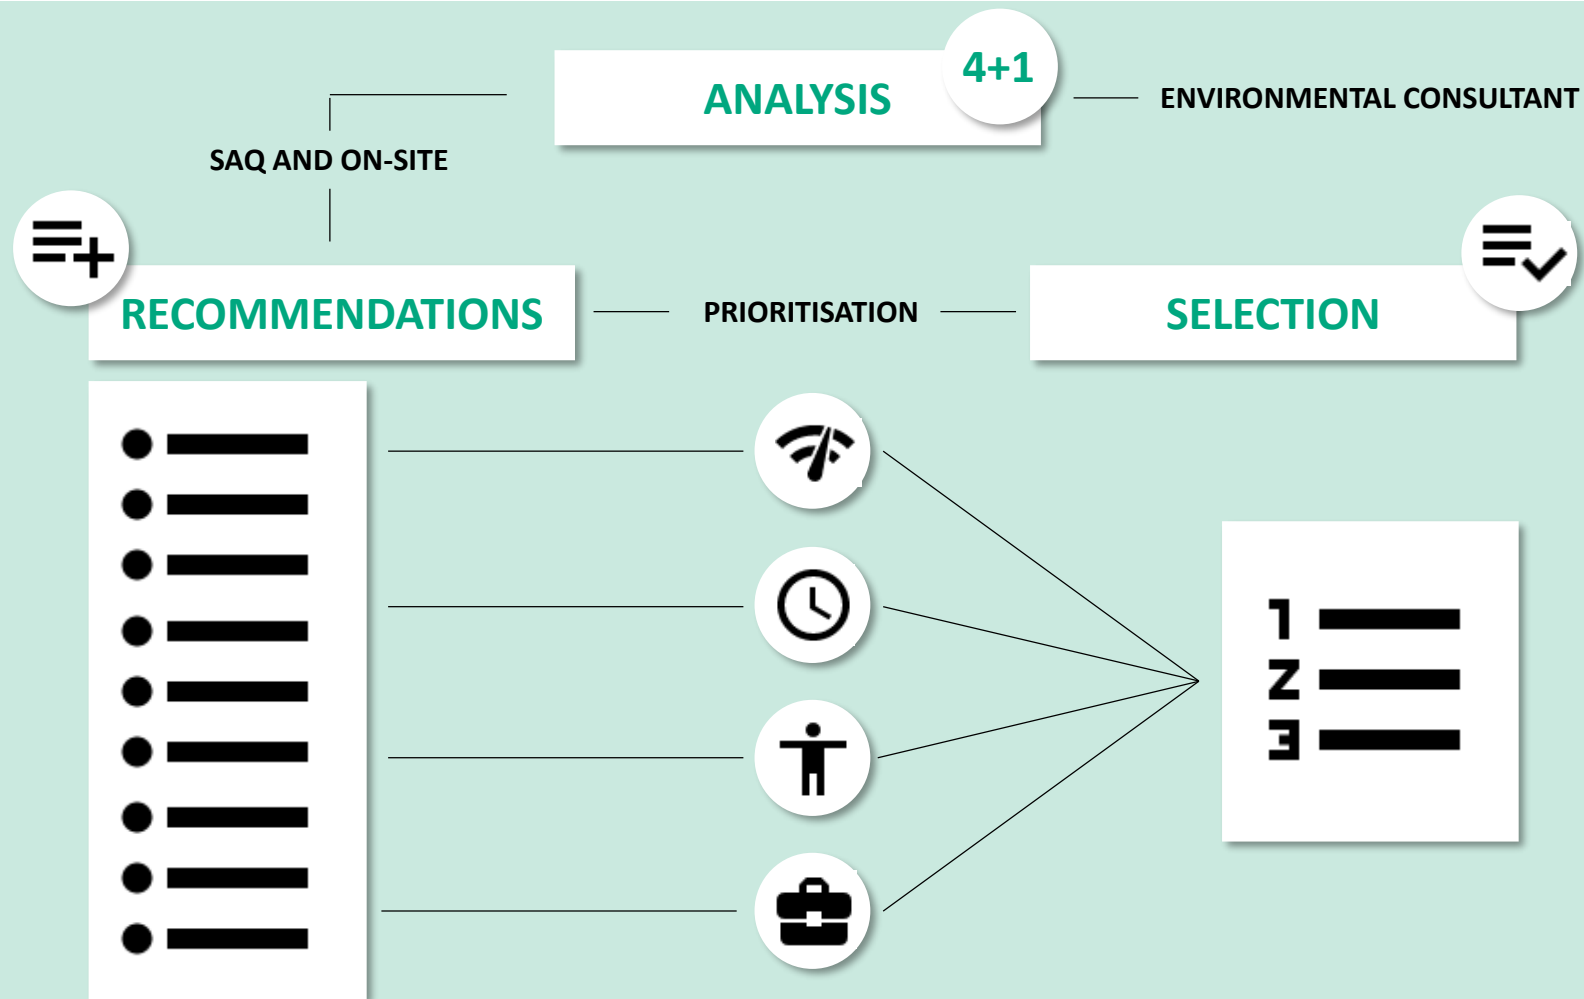 ANALYSIS
4+1
ENVIRONMENTAL CONSULTANT
SAQ AND ON-SITE
RECOMMENDATIONS
PRIORITISATION
SELECTION
1
2
3